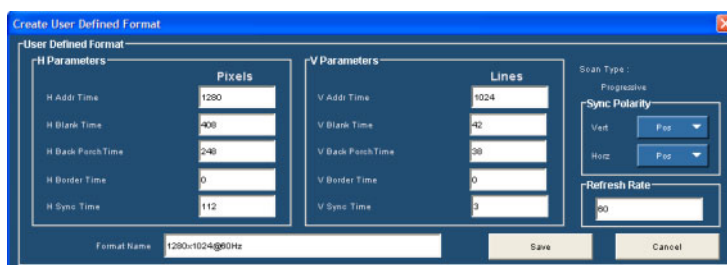 Create User Defined Format
User Defined Format
H Parameters
Pixels
H Addr Time 1280
H Blank Time 408
H Back PorchTime 248
H Border Time 0
H Sync Time 112
V Parameters
Lines
V Addr Time 1024
V Blank Time 42
V Back PorchTime 38
V Border Time 0
V Sync Time 3
Scan Type :
Progressive
Sync Polarity
Vert Pos
Horz Pos
Refresh Rate
60
Format Name 1280x1024@60Hz
Save
Cancel